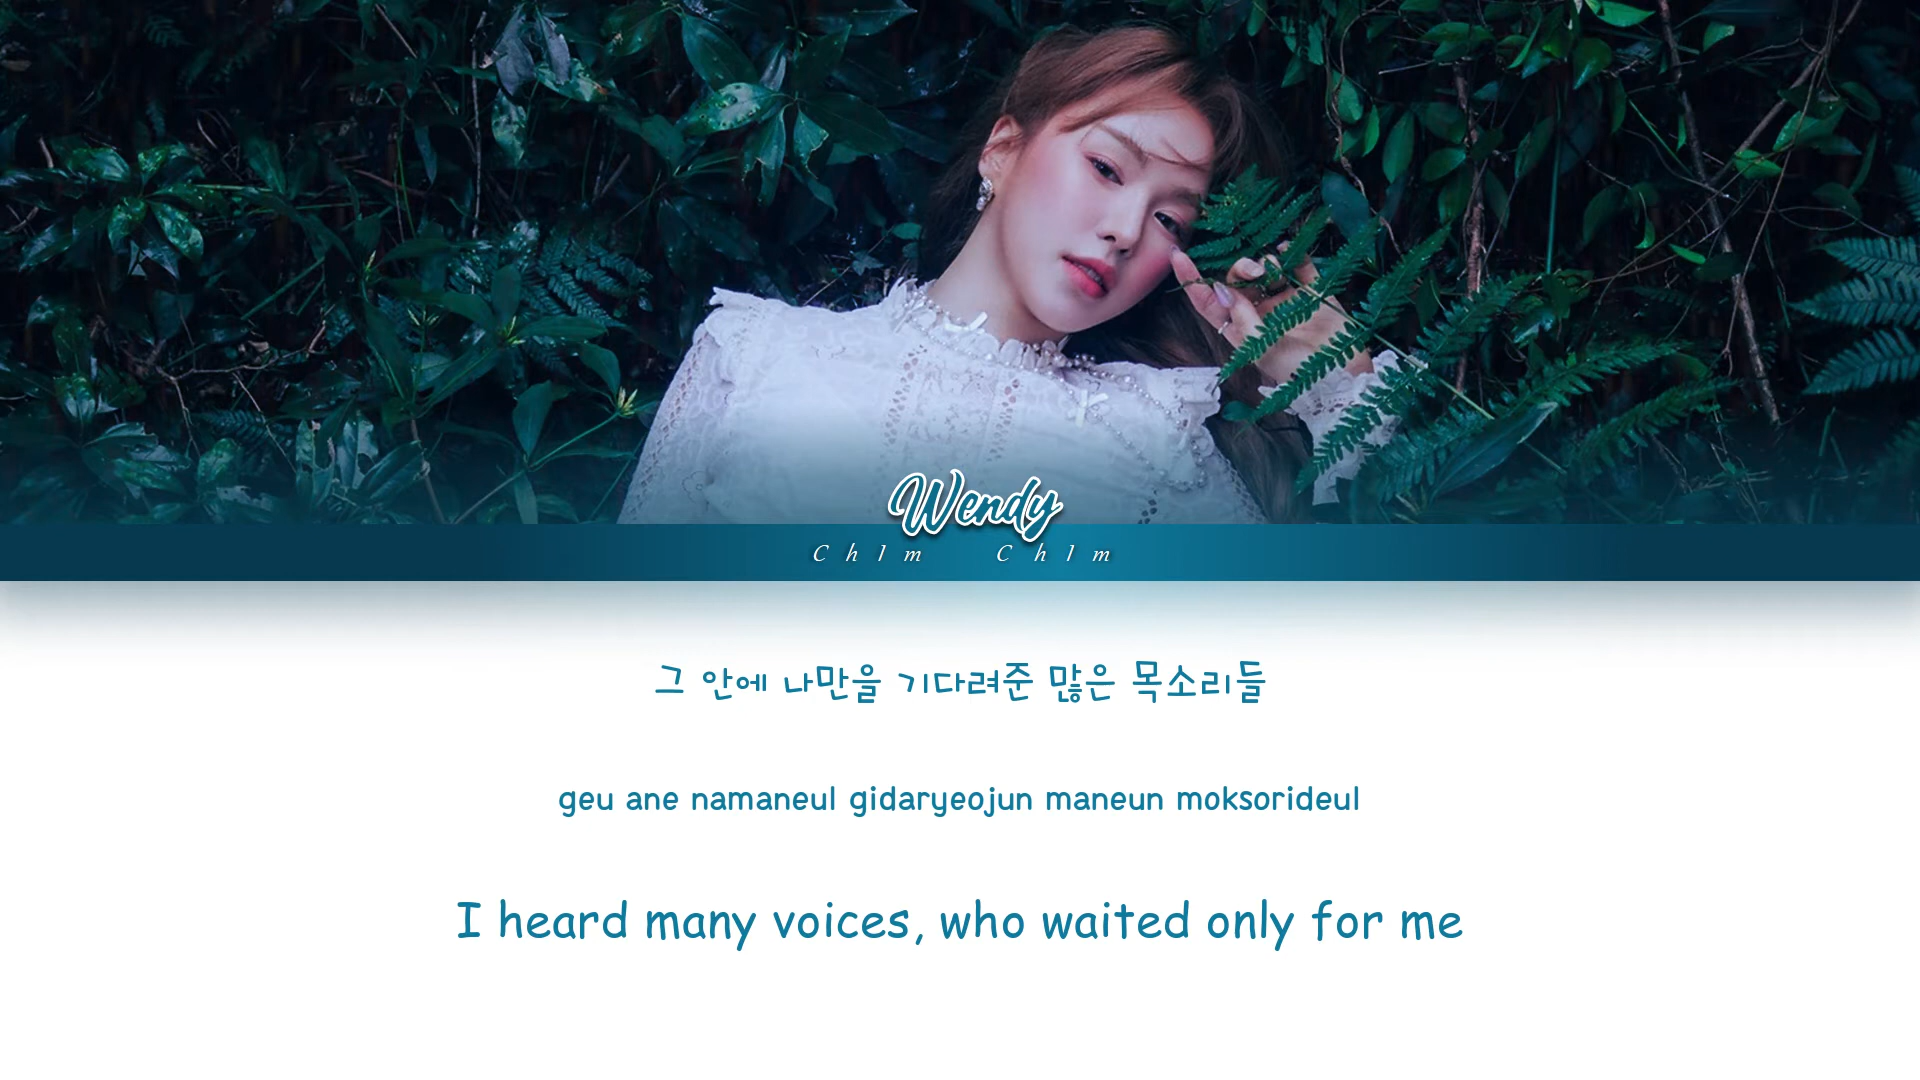 Wendy
Ch1m Ch1m
그 안에 나만을 기다려준 많은 목소리들
geu ane namaneul gidaryeojun maneun moksorideul
I heard many voices, who waited only for me